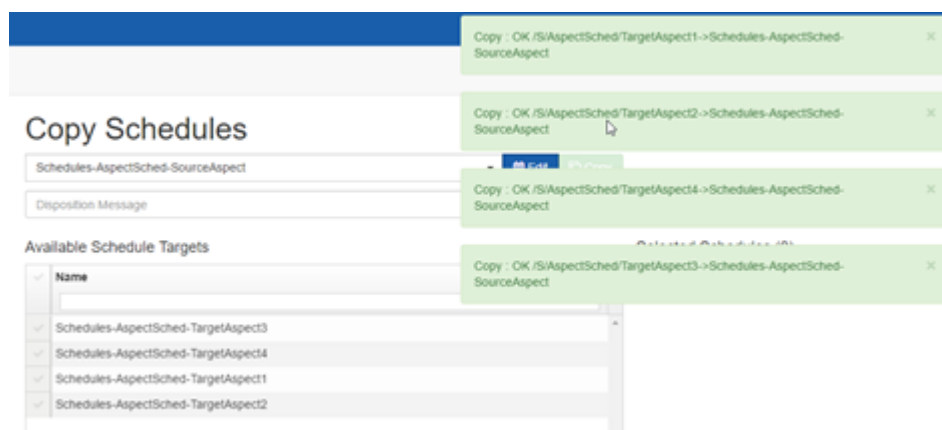 Copy : OK /S/AspectSched/TargetAspect1->Schedules-AspectSched-
SourceAspect
Copy : OK /S/AspectSched/TargetAspect2->Schedules-AspectSched-
SourceAspect
Copy Schedules
Schedules-AspectSched-SourceAspect
Edit
Copy : OK /S/AspectSched/TargetAspect4->Schedules-AspectSched-
SourceAspect
Disposition Message
Available Schedule Targets
Copy : OK /S/AspectSched/TargetAspect3->Schedules-AspectSched-
SourceAspect
Name
Schedules-AspectSched-TargetAspect3
Schedules-AspectSched-TargetAspect4
Schedules-AspectSched-TargetAspect1
Schedules-AspectSched-TargetAspect2